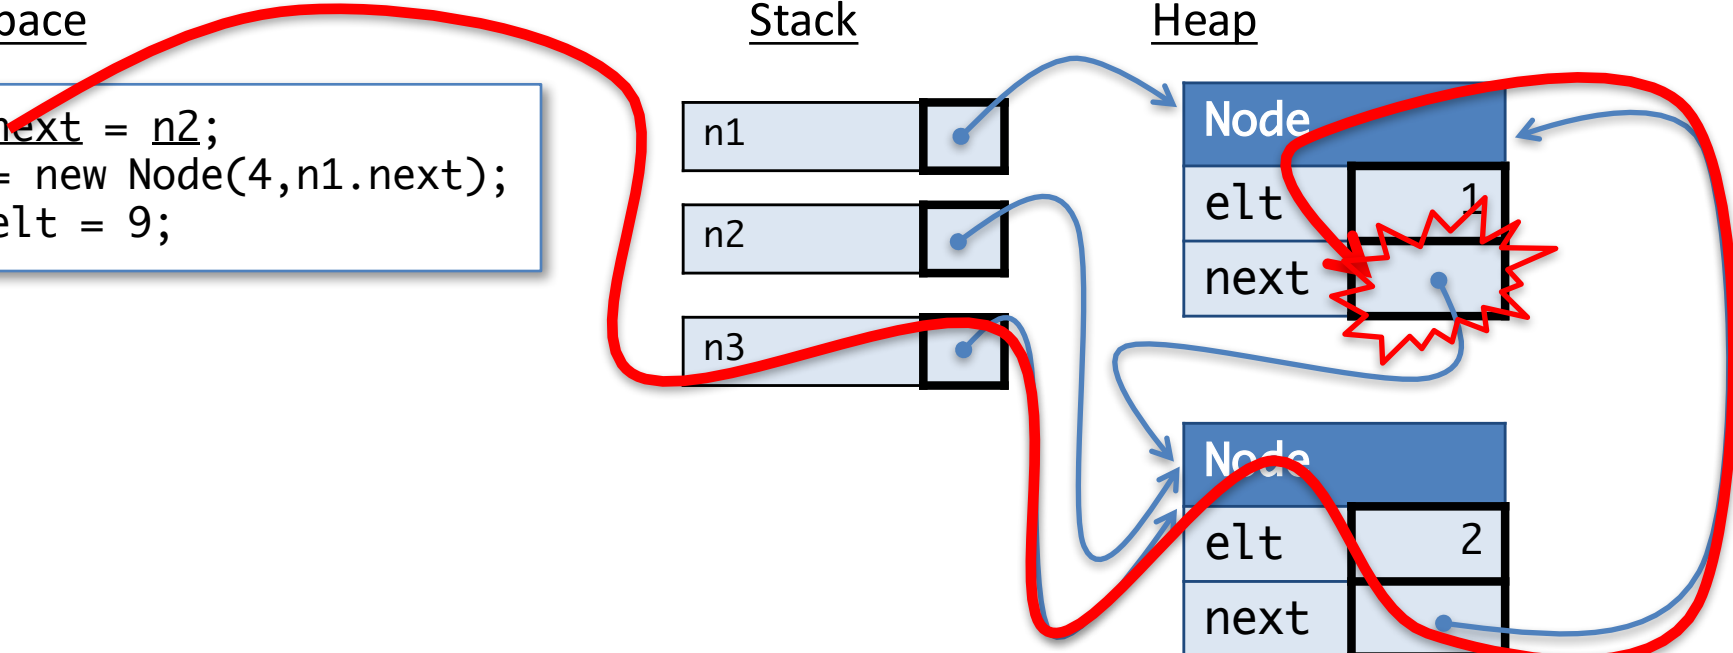 pace
Stack
Heap
next = n2;
= new Node(4,n1.next);
elt = 9;
n1
n2
n3
Node
elt 1
next
Node
elt 2
next